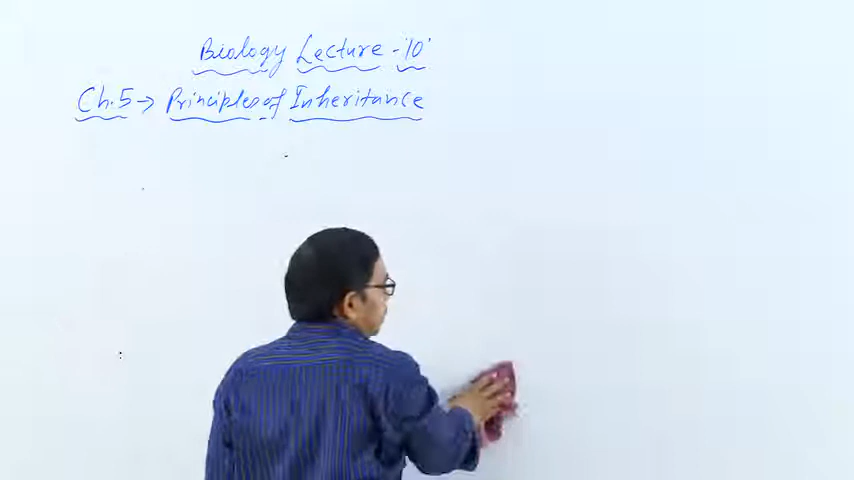 Biology Lecture - '10'
Ch.5 → Principles of Inheritance